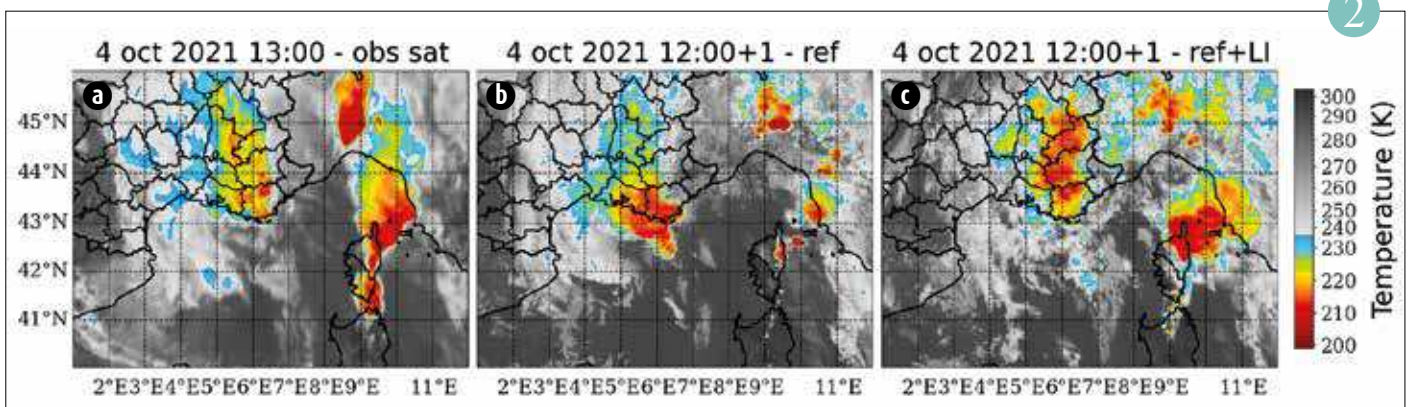 2
4 oct 2021 13:00 - obs sat
4 oct 2021 12:00+1 - ref
4 oct 2021 12:00+1 - ref+LI
a
b
c
45°N
44°N
43°N
42°N
41°N
2°E3°E4°E5°E6°E7°E8°E9°E 11°E
2°E3°E4°E5°E6°E7°E8°E9°E 11°E
2°E3°E4°E5°E6°E7°E8°E9°E 11°E
300
290
280
270
260
250
240
230
220
210
200
Temperature (K)